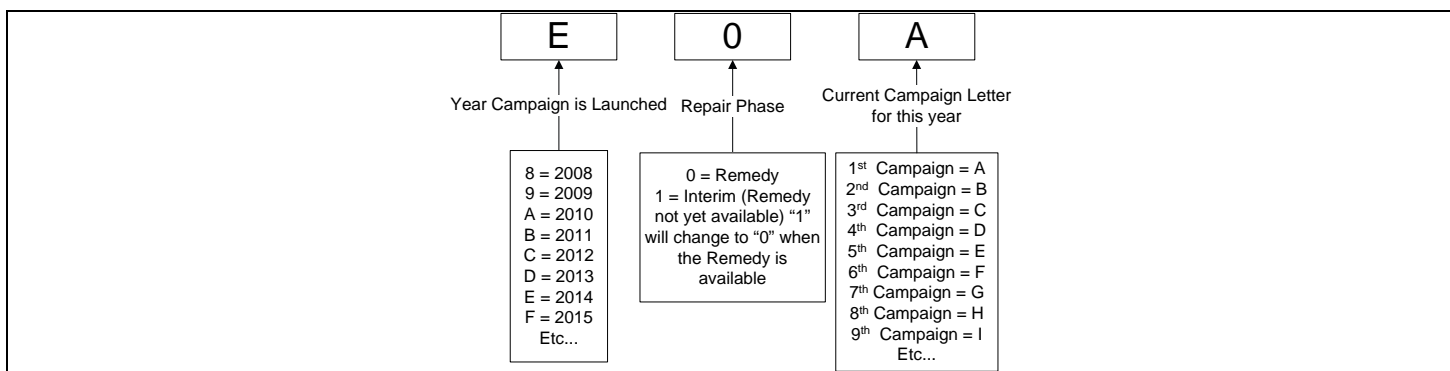 E 0 A
Year Campaign is Launched
Repair Phase
Current Campaign Letter
for this year
8 = 2008
9 = 2009
A = 2010
B = 2011
C = 2012
D = 2013
E = 2014
F = 2015
Etc...
0 = Remedy
1 = Interim (Remedy
not yet available) “1”
will change to “0” when
the Remedy is
available
1st Campaign = A
2nd Campaign = B
3rd Campaign = C
4th Campaign = D
5th Campaign = E
6th Campaign = F
7th Campaign = G
8th Campaign = H
9th Campaign = I
Etc...